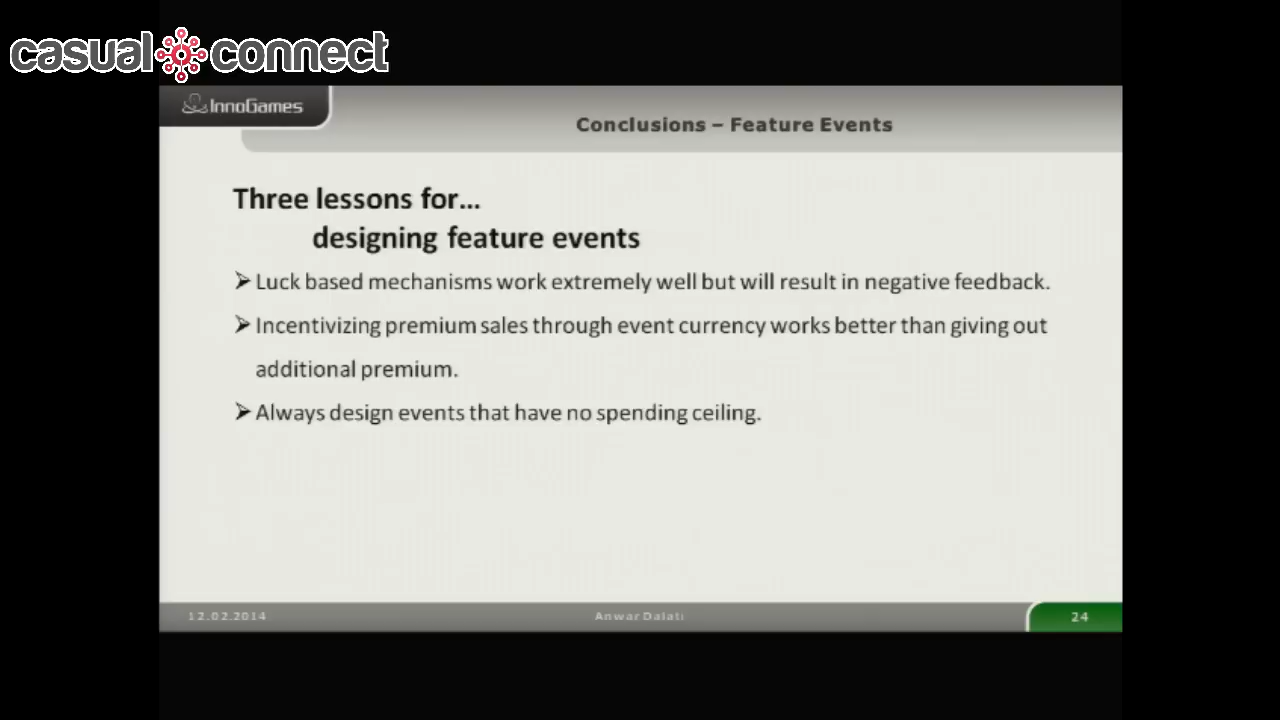 casual connect
InnoGames
Conclusions – Feature Events
Three lessons for…
designing feature events
➢ Luck based mechanisms work extremely well but will result in negative feedback.
➢ Incentivizing premium sales through event currency works better than giving out
additional premium.
➢ Always design events that have no spending ceiling.
12.02.2014
Anwar Dalati
24